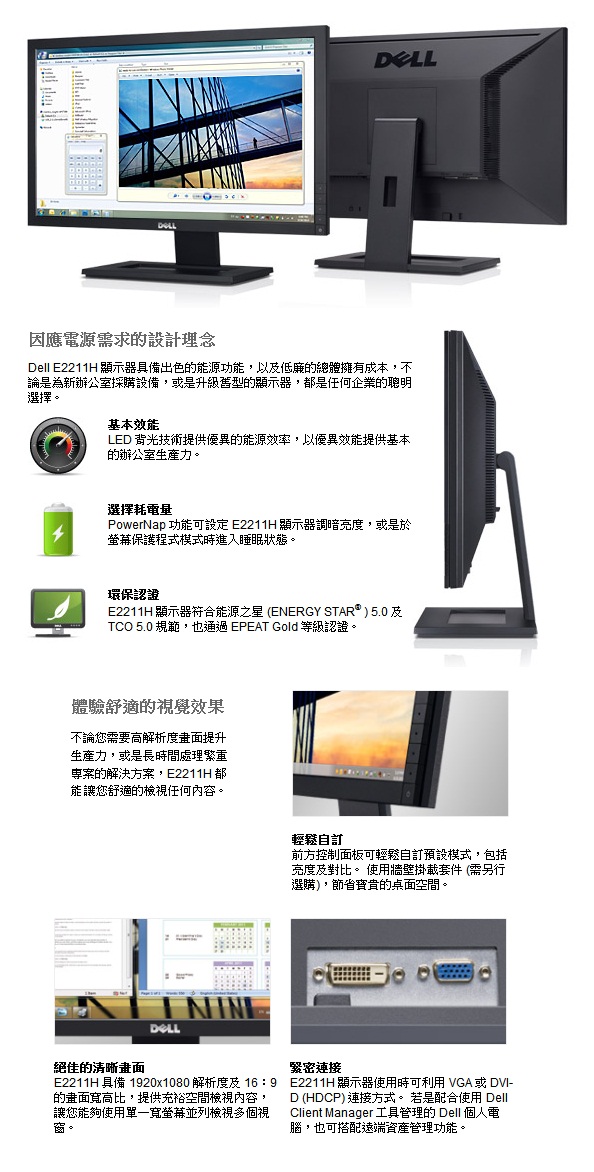 DELL
DELL
因應電源需求的設計理念
Dell E2211H 顯示器具備出色的能源功能，以及低廉的總體擁有成本，不
論是為新辦公室採購設備，或是升級舊型的顯示器，都是任何企業的聰明
選擇。
基本效能
LED 背光技術提供優異的能源效率，以優異效能提供基本
的辦公室生產力。
選擇耗電量
PowerNap 功能可設定 E2211H 顯示器調暗亮度，或是於
螢幕保護程式模式時進入睡眠狀態。
環保認證
E2211H 顯示器符合能源之星 (ENERGY STAR® ) 5.0 及
TCO 5.0 規範，也通過 EPEAT Gold 等級認證。
體驗舒適的視覺效果
不論您需要高解析度畫面提升
生產力，或是長時間處理繁重
專案的解決方案，E2211H 都
能讓您舒適的檢視任何內容。
輕鬆自訂
前方控制面板可輕鬆自訂預設模式，包括
亮度及對比。 使用牆壁掛載套件 (需另行
選購)，節省寶貴的桌面空間。
DELL
絕佳的清晰畫面
E2211H 具備 1920x1080 解析度及 16：9
的畫面寬高比，提供充裕空間檢視內容，
讓您能夠使用單一寬螢幕並列檢視多個視
窗。
緊密連接
E2211H 顯示器使用時可利用 VGA 或 DVI-
D (HDCP) 連接方式。 若是配合使用 Dell
Client Manager 工具管理的 Dell 個人電
腦，也可搭配遠端資產管理功能。